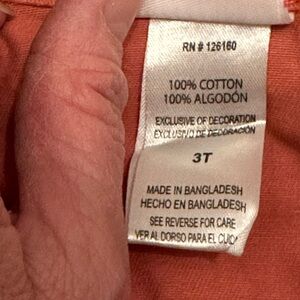 RN # 126160
100% COTTON
100% ALGODÓN
EXCLUSIVE OF DECORATION
EXCLUSIVO DE DECORACIÓN
3T
MADE IN BANGLADESH
HECHO EN BANGLADESH
SEE REVERSE FOR CARE
VER AL DORSO PARA EL CUID